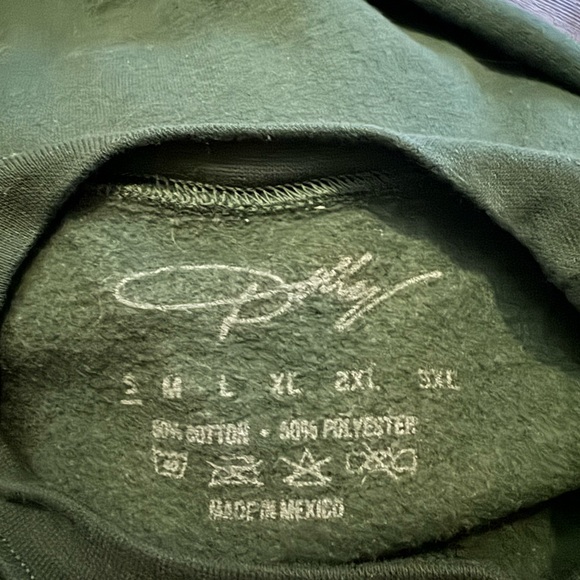 Dolly
S M L XL 2XL 3XL
50% COTTON • 50% POLYESTER
MADE IN MEXICO